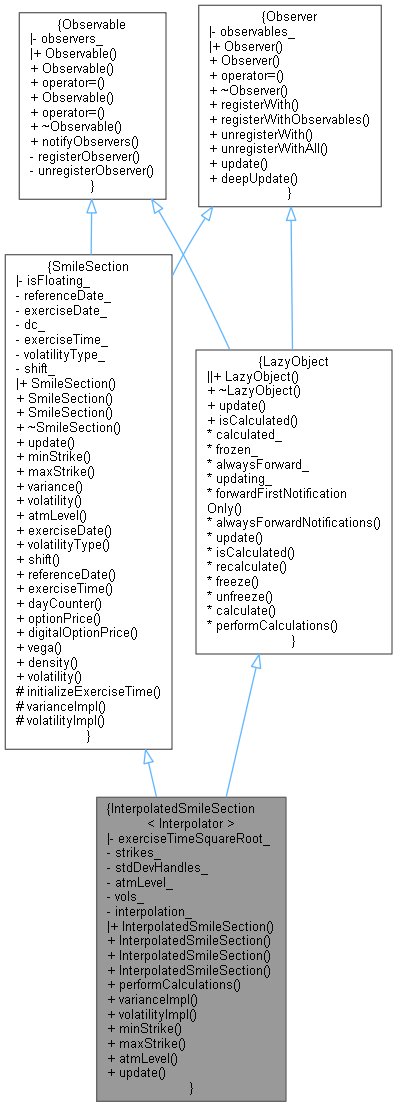 {Observable
|- observers_
|+ Observable()
+ Observable()
+ operator=()
+ Observable()
+ operator=()
+ ~Observable()
+ notifyObservers()
- registerObserver()
- unregisterObserver()
}
{Observer
|- observables_
|+ Observer()
+ Observer()
+ operator=()
+ ~Observer()
+ registerWith()
+ registerWithObservables()
+ unregisterWith()
+ unregisterWithAll()
+ update()
+ deepUpdate()
}
{SmileSection
|- isFloating_
- referenceDate_
- exerciseDate_
- dc_
- exerciseTime_
- volatilityType_
- shift_
|+ SmileSection()
+ SmileSection()
+ SmileSection()
+ ~SmileSection()
+ update()
+ minStrike()
+ maxStrike()
+ variance()
+ volatility()
+ atmLevel()
+ exerciseDate()
+ volatilityType()
+ shift()
+ referenceDate()
+ exerciseTime()
+ dayCounter()
+ optionPrice()
+ digitalOptionPrice()
+ vega()
+ density()
+ volatility()
# initializeExerciseTime()
# varianceImpl()
# volatilityImpl()
}
{LazyObject
||+ LazyObject()
+ ~LazyObject()
+ update()
+ isCalculated()
* calculated_
* frozen_
* alwaysForward_
* updating_
* forwardFirstNotification
Only()
* alwaysForwardNotifications()
* update()
* isCalculated()
* recalculate()
* freeze()
* unfreeze()
* calculate()
* performCalculations()
}
{InterpolatedSmileSection
< Interpolator >
|- exerciseTimeSquareRoot_
- strikes_
- stdDevHandles_
- atmLevel_
- vols_
- interpolation_
|+ InterpolatedSmileSection()
+ InterpolatedSmileSection()
+ InterpolatedSmileSection()
+ InterpolatedSmileSection()
+ performCalculations()
+ varianceImpl()
+ volatilityImpl()
+ minStrike()
+ maxStrike()
+ atmLevel()
+ update()
}